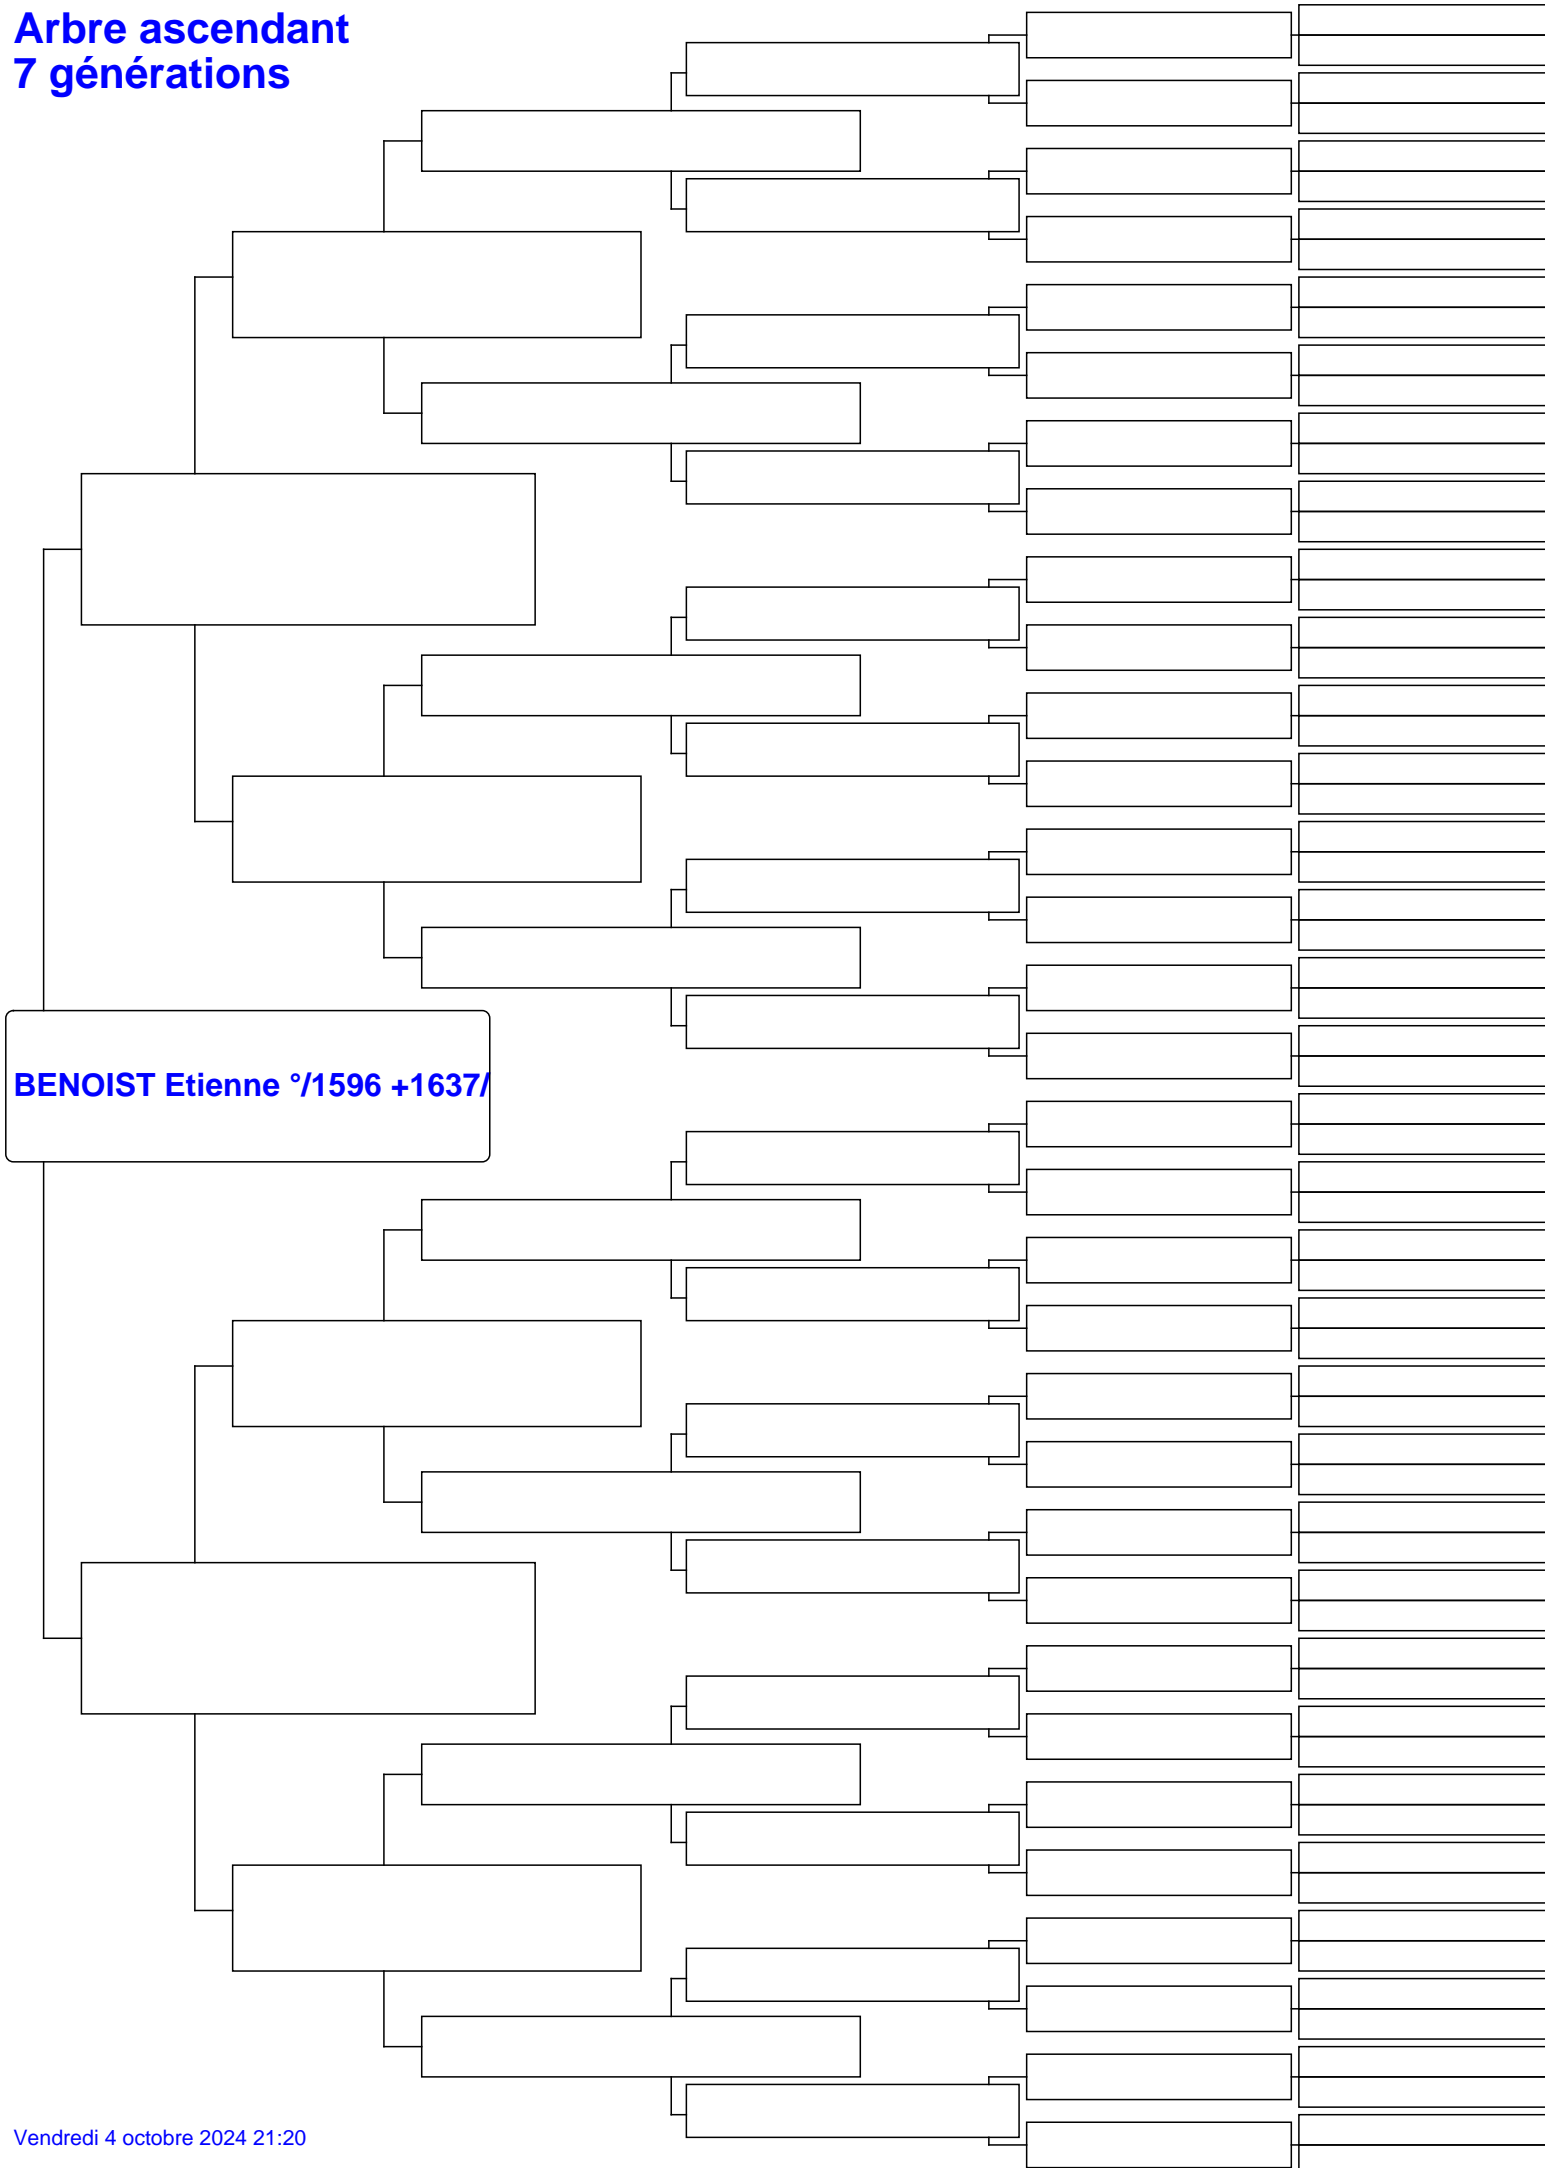 Arbre ascendant
7 générations
BENOIST Etienne °/1596 +1637/
Vendredi 4 octobre 2024 21:20